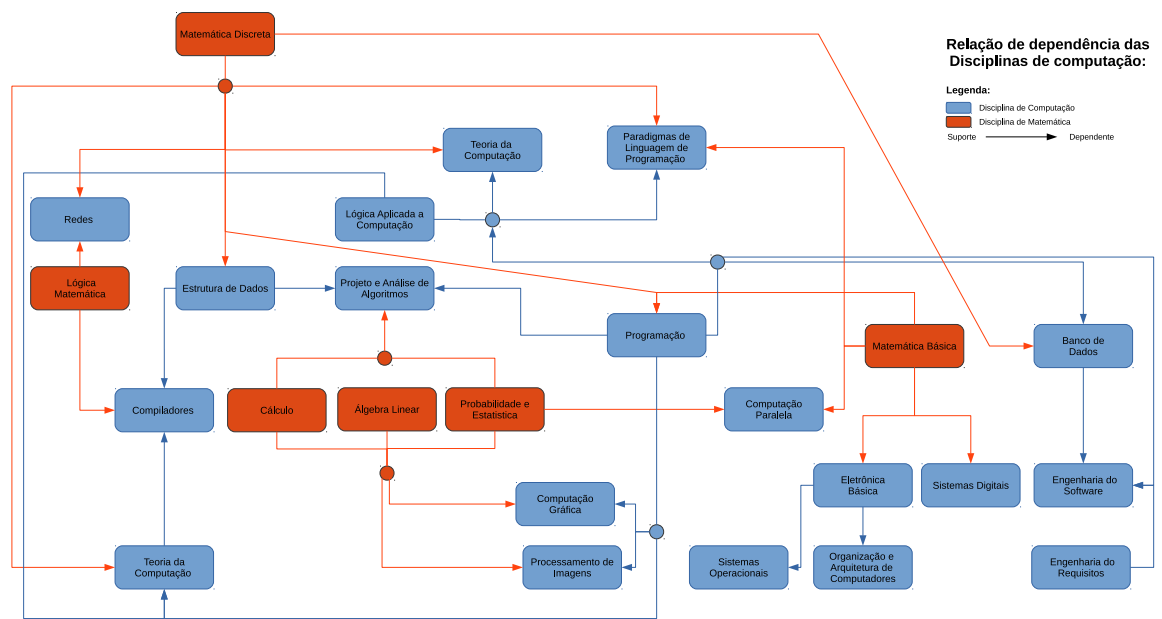 Matemática Discreta
Relação de dependência das
Disciplinas de computação:
Legenda:
Disciplina de Computação
Disciplina de Matemática
Suporte
Dependente
Teoria da
Computação
Paradigmas de
Linguagem de
Programação
Redes
Lógica Aplicada a
Computação
Lógica
Matemática
Estrutura de Dados
Projeto e Análise de
Algoritmos
Programação
Matemática Básica
Banco de
Dados
Compiladores
Cálculo
Álgebra Linear
Probabilidade e
Estatistica
Computação
Paralela
Eletrônica
Básica
Sistemas Digitais
Engenharia do
Software
Computação
Gráfica
Teoria da
Computação
Processamento de
Imagens
Sistemas
Operacionais
Organização e
Arquitetura de
Computadores
Engenharia do
Requisitos